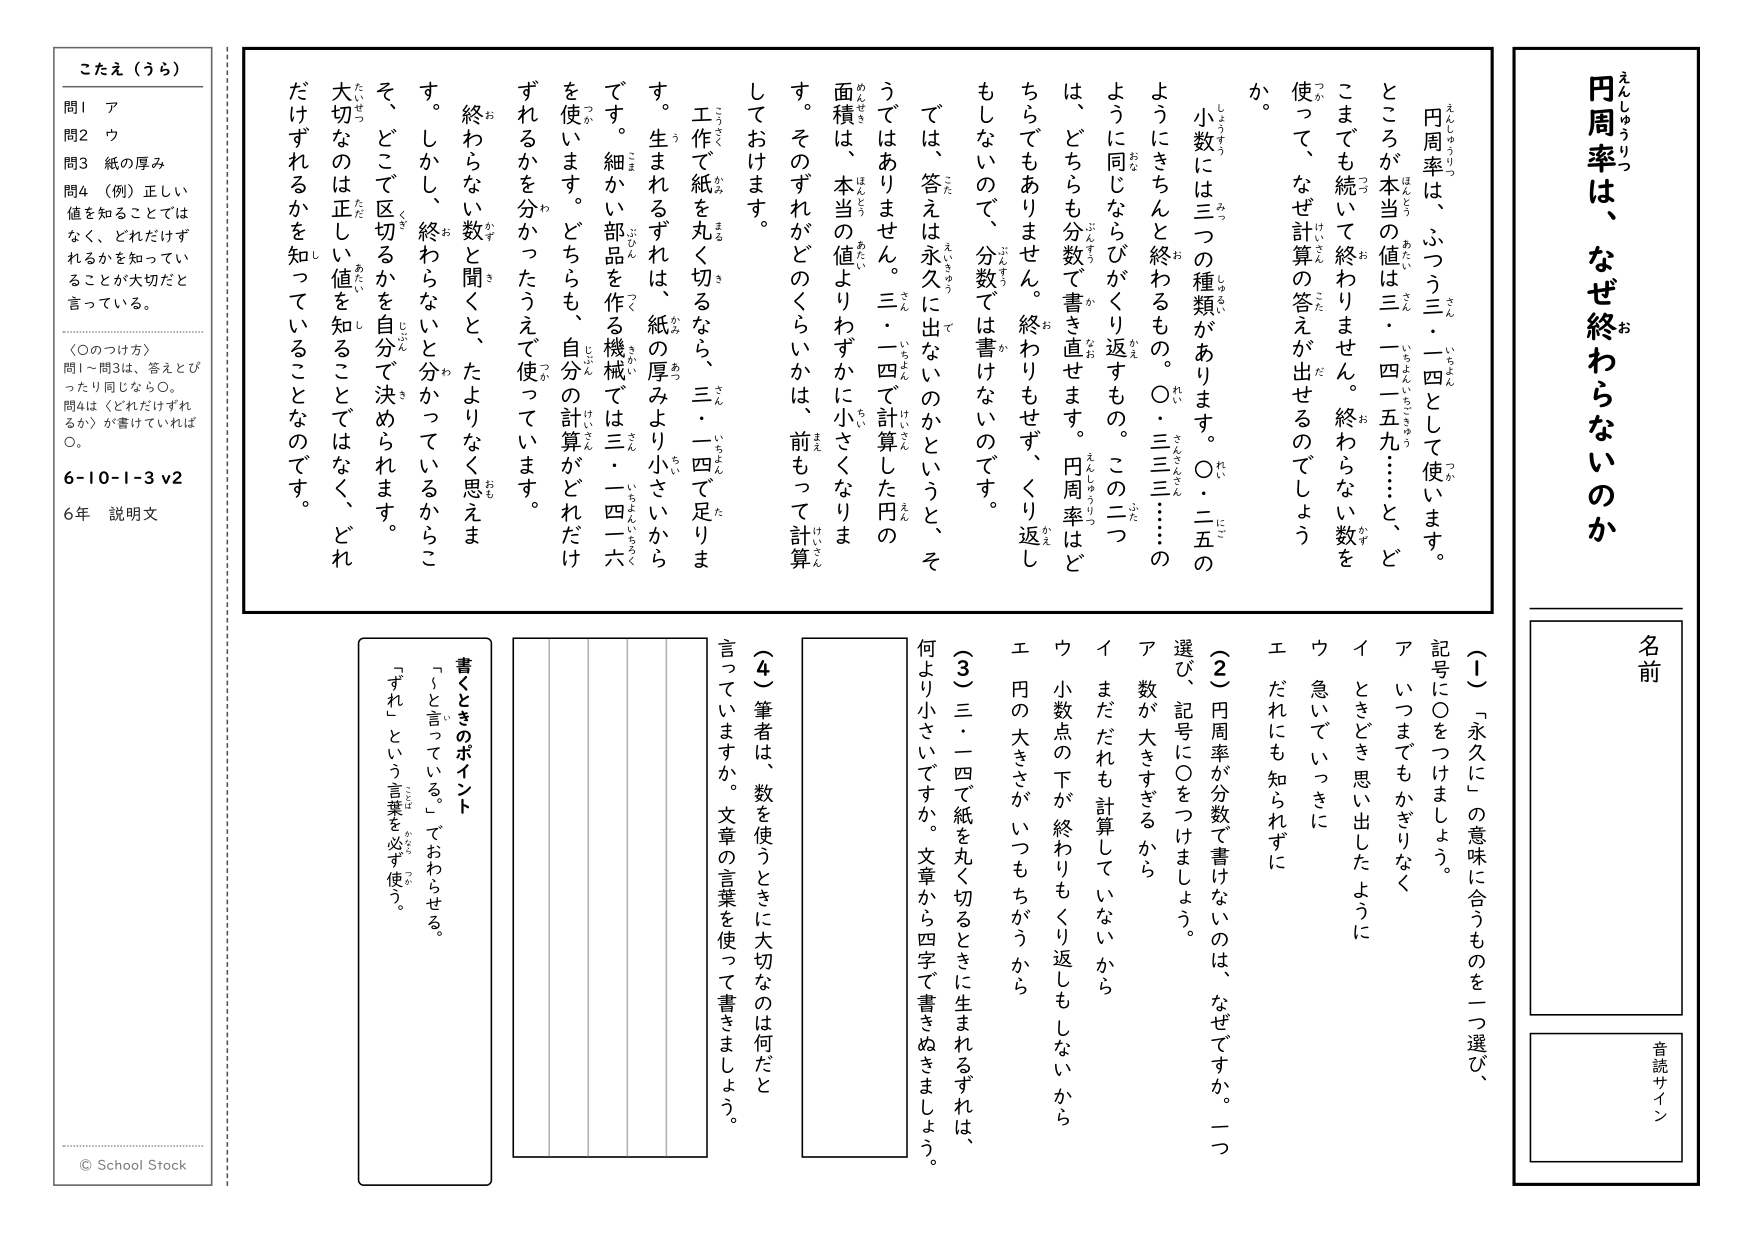 円周率は、なぜ終わらないのか
えんしゅうりつ
お
名前
音読サイン
円周率は、ふつう三・一四として使います。
ところが本当の値は三・一四一五九……と、ど
こまでも続いて終わりません。終わらない数を
使って、なぜ計算の答えが出せるのでしょう
か。
小数には三つの種類があります。〇・二五の
ようにきちんと終わるもの。〇・三三三……の
ように同じならびがくり返すもの。この二つ
は、どちらも分数で書き直せます。円周率はど
ちらでもありません。終わりもせず、くり返し
もしないので、分数では書けないのです。
では、答えは永久に出ないのかというと、そ
うではありません。三・一四で計算した円の
面積は、本当の値よりわずかに小さくなりま
す。そのずれがどのくらいかは、前もって計算
しておけます。
工作で紙を丸く切るなら、三・一四で足りま
す。生まれるずれは、紙の厚みより小さいから
です。細かい部品を作る機械では三・一四一六
を使います。どちらも、自分の計算がどれだけ
ずれるかを分かったうえで使っています。
終わらない数と聞くと、たよりなく思えま
す。しかし、終わらないと分かっているからこ
そ、どこで区切るかを自分で決められます。
大切なのは正しい値を知ることではなく、どれ
だけずれるかを知っていることなのです。
(1)「永久に」の意味に合うものを一つ選び、
記号に〇をつけましょう。
ア いつまでも かぎりなく
イ ときどき 思い出した ように
ウ 急いで いっきに
エ だれにも 知られずに
(2)円周率が分数で書けないのは、なぜですか。一つ
選び、記号に〇をつけましょう。
ア 数が 大きすぎる から
イ まだ だれも 計算して いない から
ウ 小数点の 下が 終わりも くり返しも しない から
エ 円の 大きさが いつも ちがう から
(3)三・一四で紙を丸く切るときに生まれるずれは、
何より小さいですか。文章から四字で書きぬきましょう。
(4)筆者は、数を使うときに大切なのは何だと
言っていますか。文章の言葉を使って書きましょう。
書くときのポイント
「〜と言っている。」でおわらせる。
「ずれ」という言葉を必ず使う。
こたえ(うら)
問1 ア
問2 ウ
問3 紙の厚み
問4 (例)正しい
値を知ることでは
なく、どれだけず
れるかを知ってい
ることが大切だと
言っている。
〈〇のつけ方〉
問1〜問3は、答えとぴ
ったり同じなら〇。
問4は〈どれだけずれ
るか〉が書けていれば
〇。
6-10-1-3 v2
6年 説明文
© School Stock